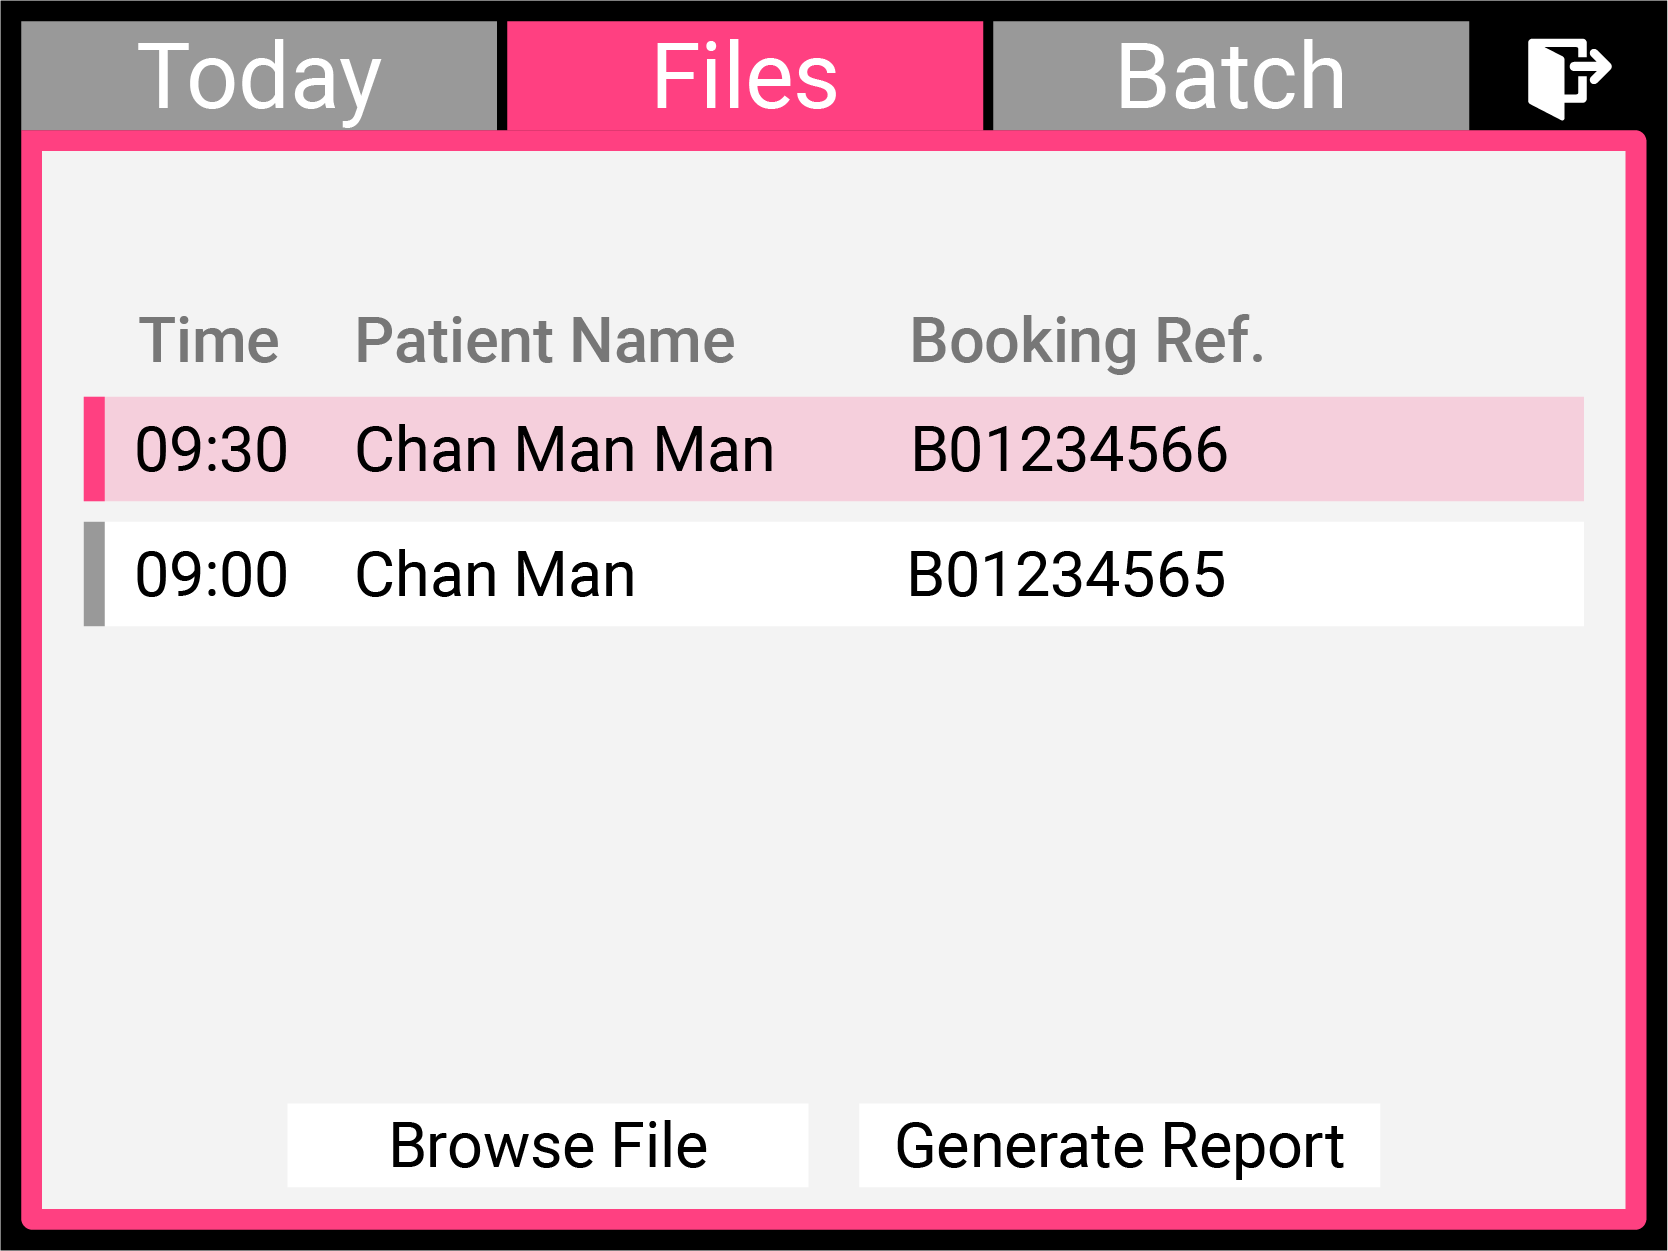 Today Files Batch
Time Patient Name Booking Ref.
09:30 Chan Man Man B01234566
09:00 Chan Man B01234565
Browse File Generate Report